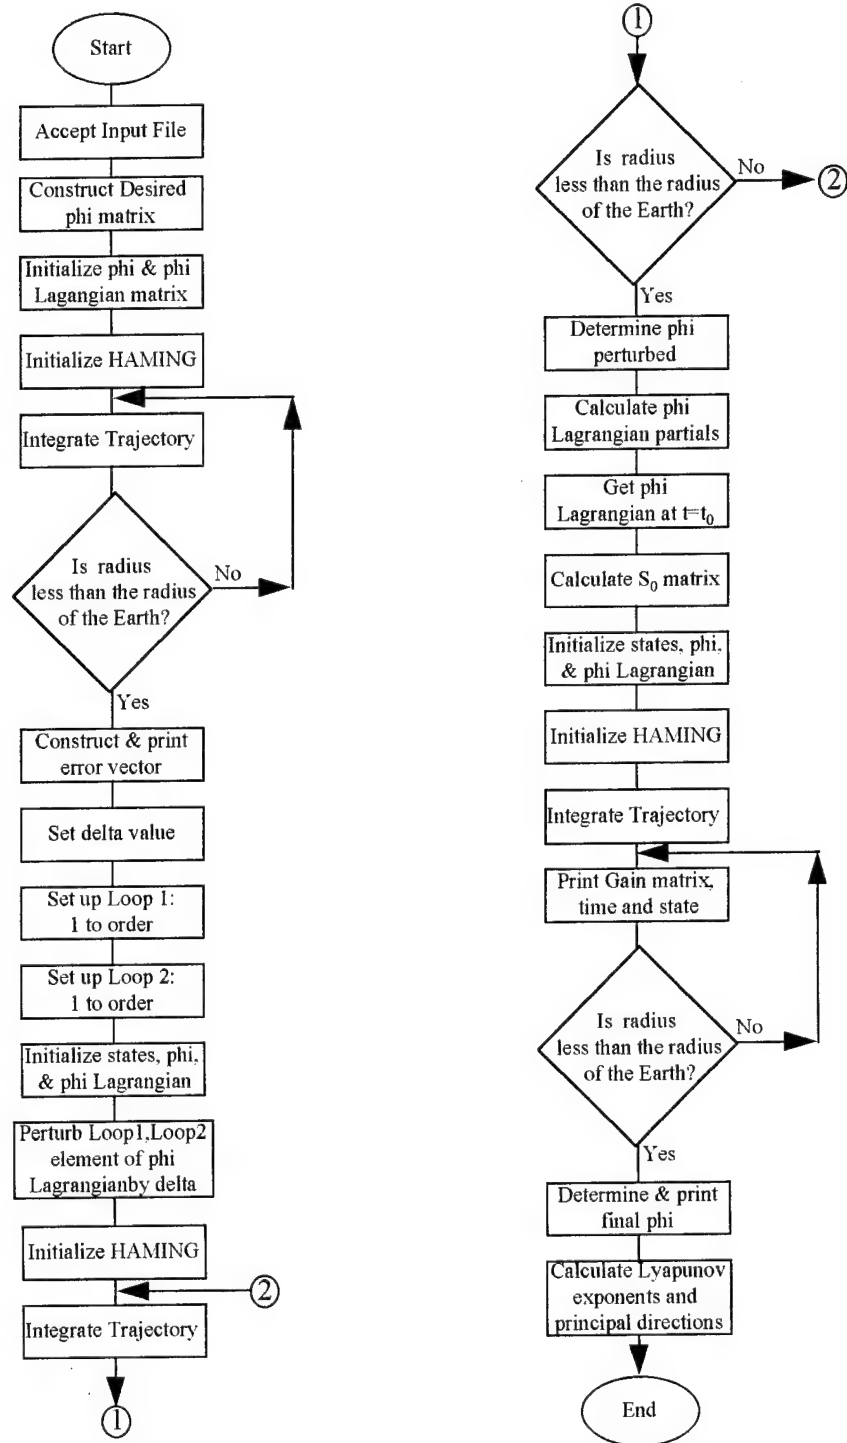 Start
Accept Input File
Construct Desired
phi matrix
Initialize phi & phi
Lagangian matrix
Initialize HAMING
Integrate Trajectory
Is radius
less than the radius
of the Earth?
No
Yes
Construct & print
error vector
Set delta value
Set up Loop 1:
1 to order
Set up Loop 2:
1 to order
Initialize states, phi,
& phi Lagrangian
Perturb Loop1,Loop2
element of phi
Lagrangianby delta
Initialize HAMING
2
Integrate Trajectory
1
1
Is radius
less than the radius
of the Earth?
No
2
Yes
Determine phi
perturbed
Calculate phi
Lagrangian partials
Get phi
Lagrangian at t=t₀
Calculate S₀ matrix
Initialize states, phi,
& phi Lagrangian
Initialize HAMING
Integrate Trajectory
Print Gain matrix,
time and state
Is radius
less than the radius
of the Earth?
No
Yes
Determine & print
final phi
Calculate Lyapunov
exponents and
principal directions
End